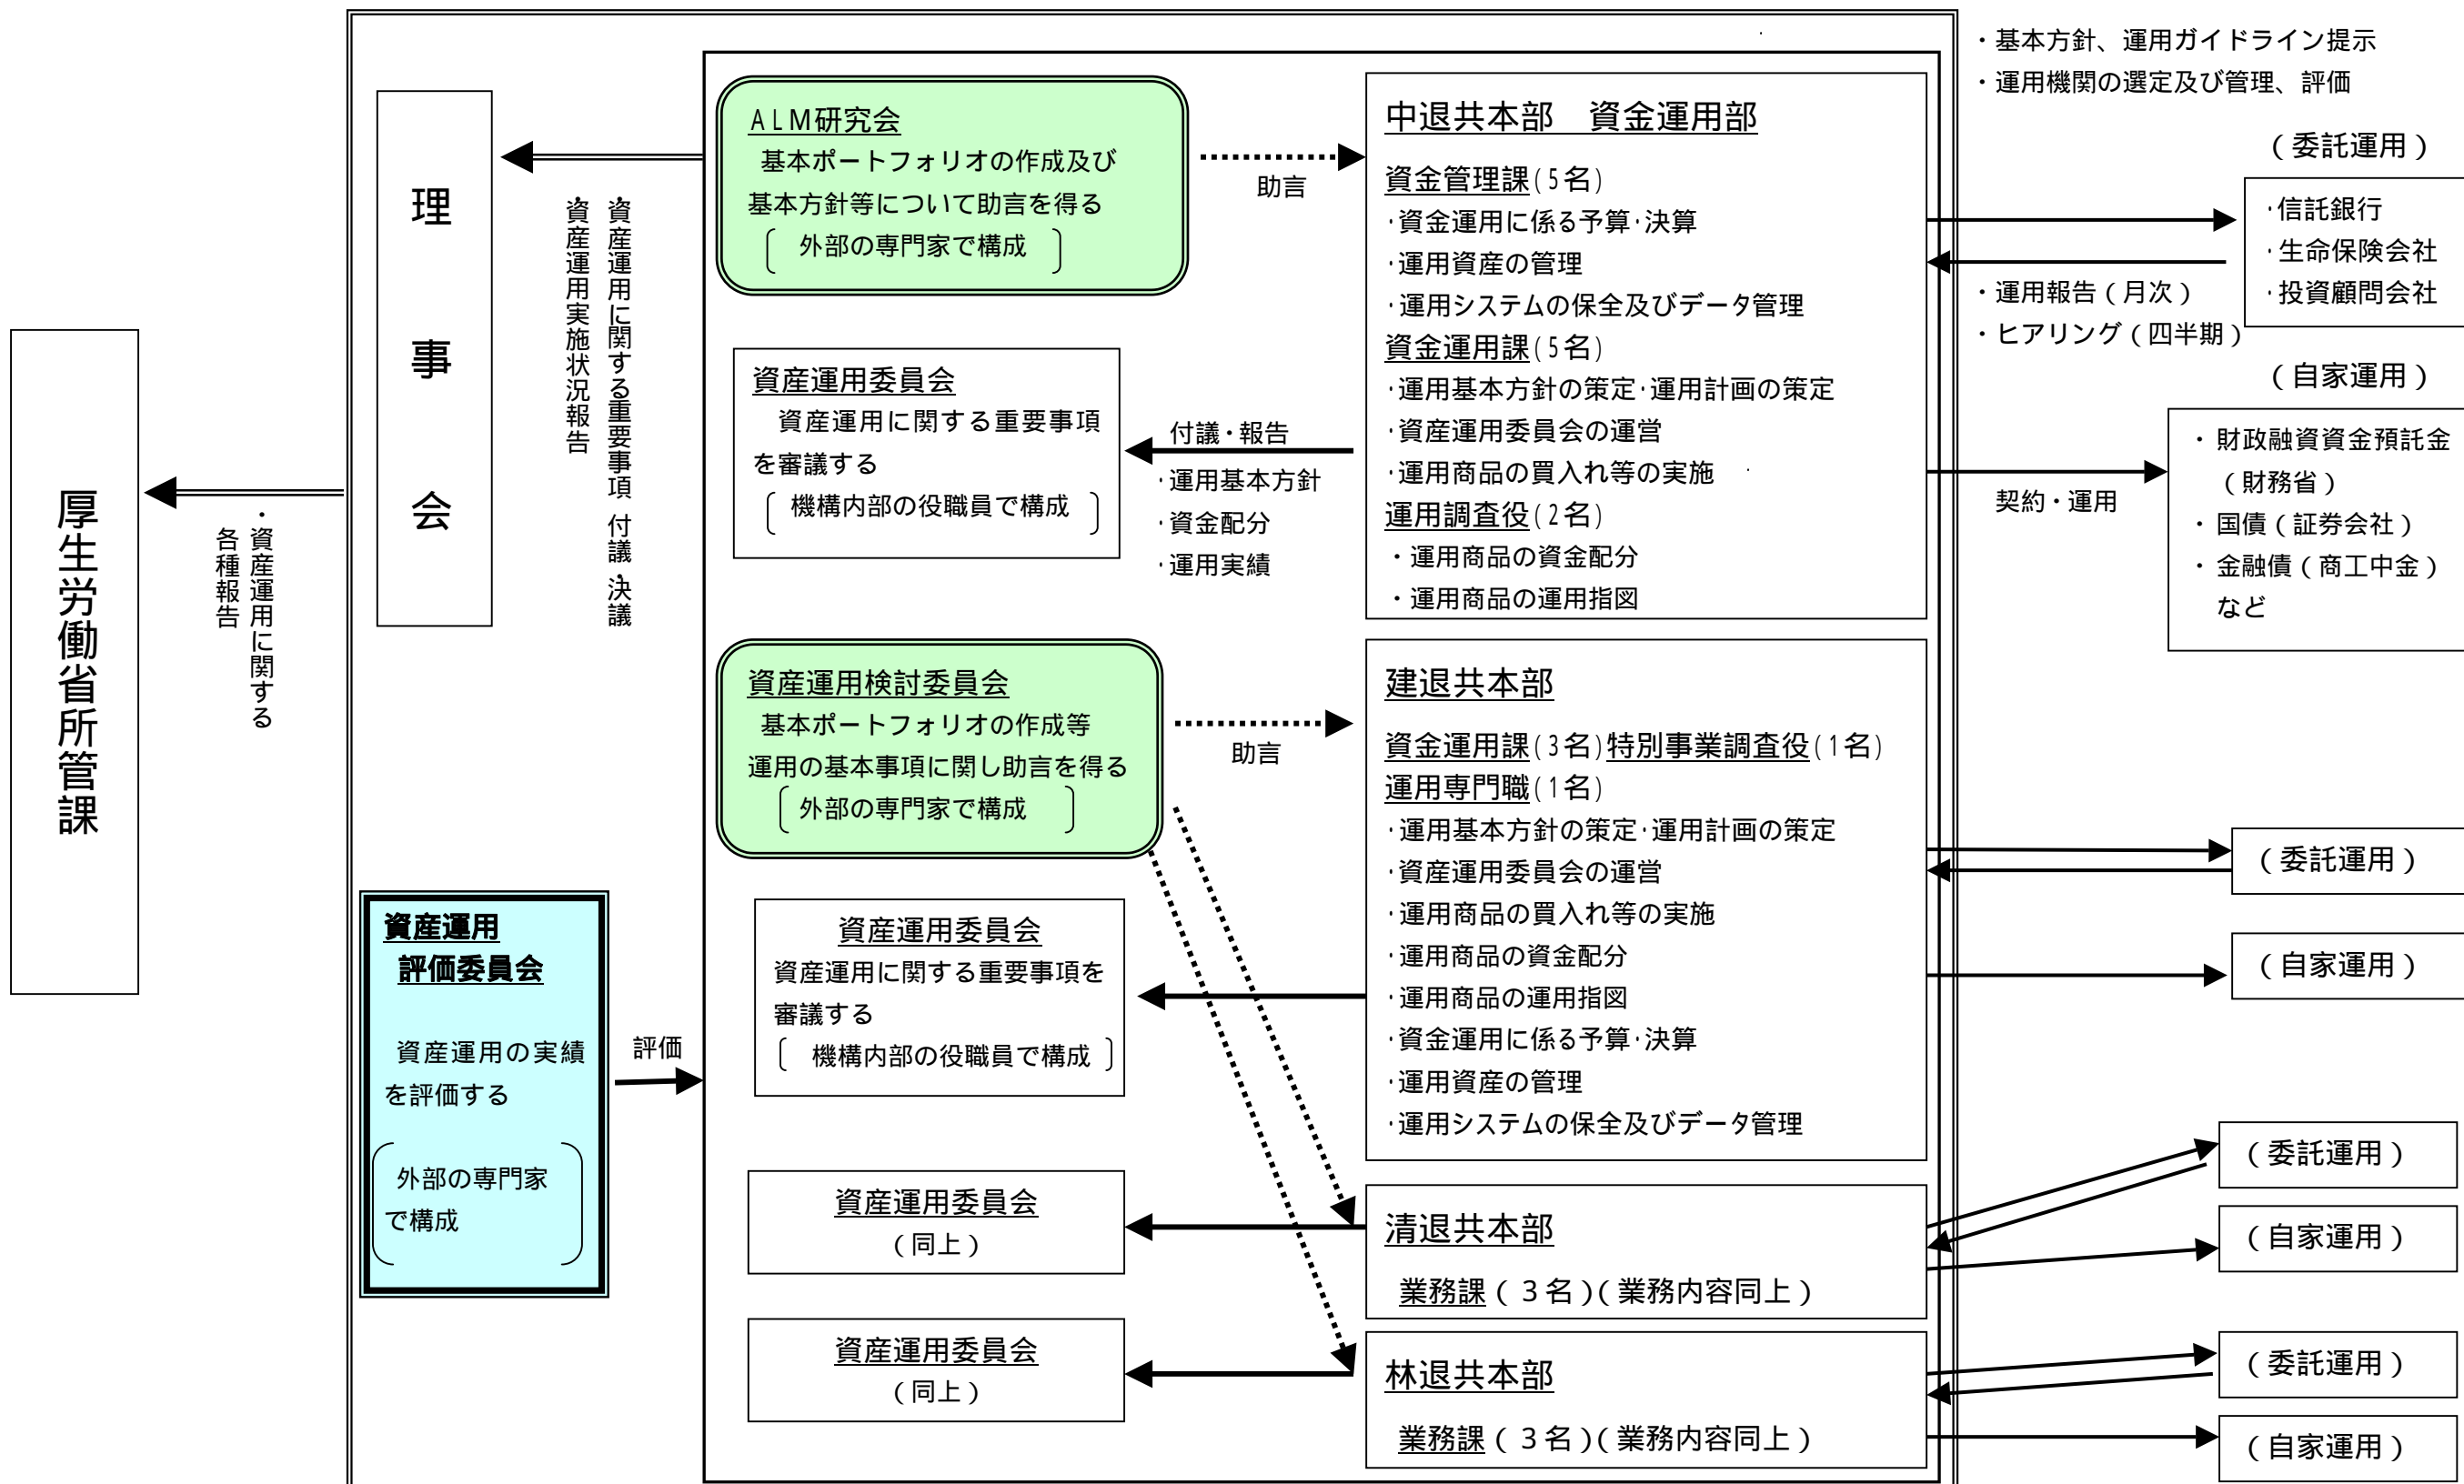 厚生労働省所管課
・資産運用に関する
各種報告
理事会
・資産運用に関する重要事項 付議・決議
・資産運用実施状況報告
資産運用
評価委員会
資産運用の実績
を評価する
外部の専門家
で構成
評価
ALM研究会
基本ポートフォリオの作成及び
基本方針等について助言を得る
外部の専門家で構成
助言
資産運用委員会
資産運用に関する重要事項
を審議する
機構内部の役職員で構成
付議・報告
・運用基本方針
・資金配分
・運用実績
中退共本部 資金運用部
資金管理課(5名)
・資金運用に係る予算・決算
・運用資産の管理
・運用システムの保全及びデータ管理
資金運用課(5名)
・運用基本方針の策定・運用計画の策定
・資産運用委員会の運営
・運用商品の買入れ等の実施
運用調査役(2名)
・運用商品の資金配分
・運用商品の運用指図
・基本方針、運用ガイドライン提示
・運用機関の選定及び管理、評価
(委託運用)
・信託銀行
・生命保険会社
・投資顧問会社
・運用報告(月次)
・ヒアリング(四半期)
(自家運用)
・財政融資資金預託金
(財務省)
・国債(証券会社)
・金融債(商工中金)
など
契約・運用
資産運用検討委員会
基本ポートフォリオの作成等
運用の基本事項に関し助言を得る
外部の専門家で構成
助言
資産運用委員会
資産運用に関する重要事項を
審議する
機構内部の役職員で構成
建退共本部
資金運用課(3名)特別事業調査役(1名)
運用専門職(1名)
・運用基本方針の策定・運用計画の策定
・資産運用委員会の運営
・運用商品の買入れ等の実施
・運用商品の資金配分
・運用商品の運用指図
・資金運用に係る予算・決算
・運用資産の管理
・運用システムの保全及びデータ管理
(委託運用)
(自家運用)
資産運用委員会
(同上)
清退共本部
業務課(3名)(業務内容同上)
(委託運用)
(自家運用)
資産運用委員会
(同上)
林退共本部
業務課(3名)(業務内容同上)
(委託運用)
(自家運用)